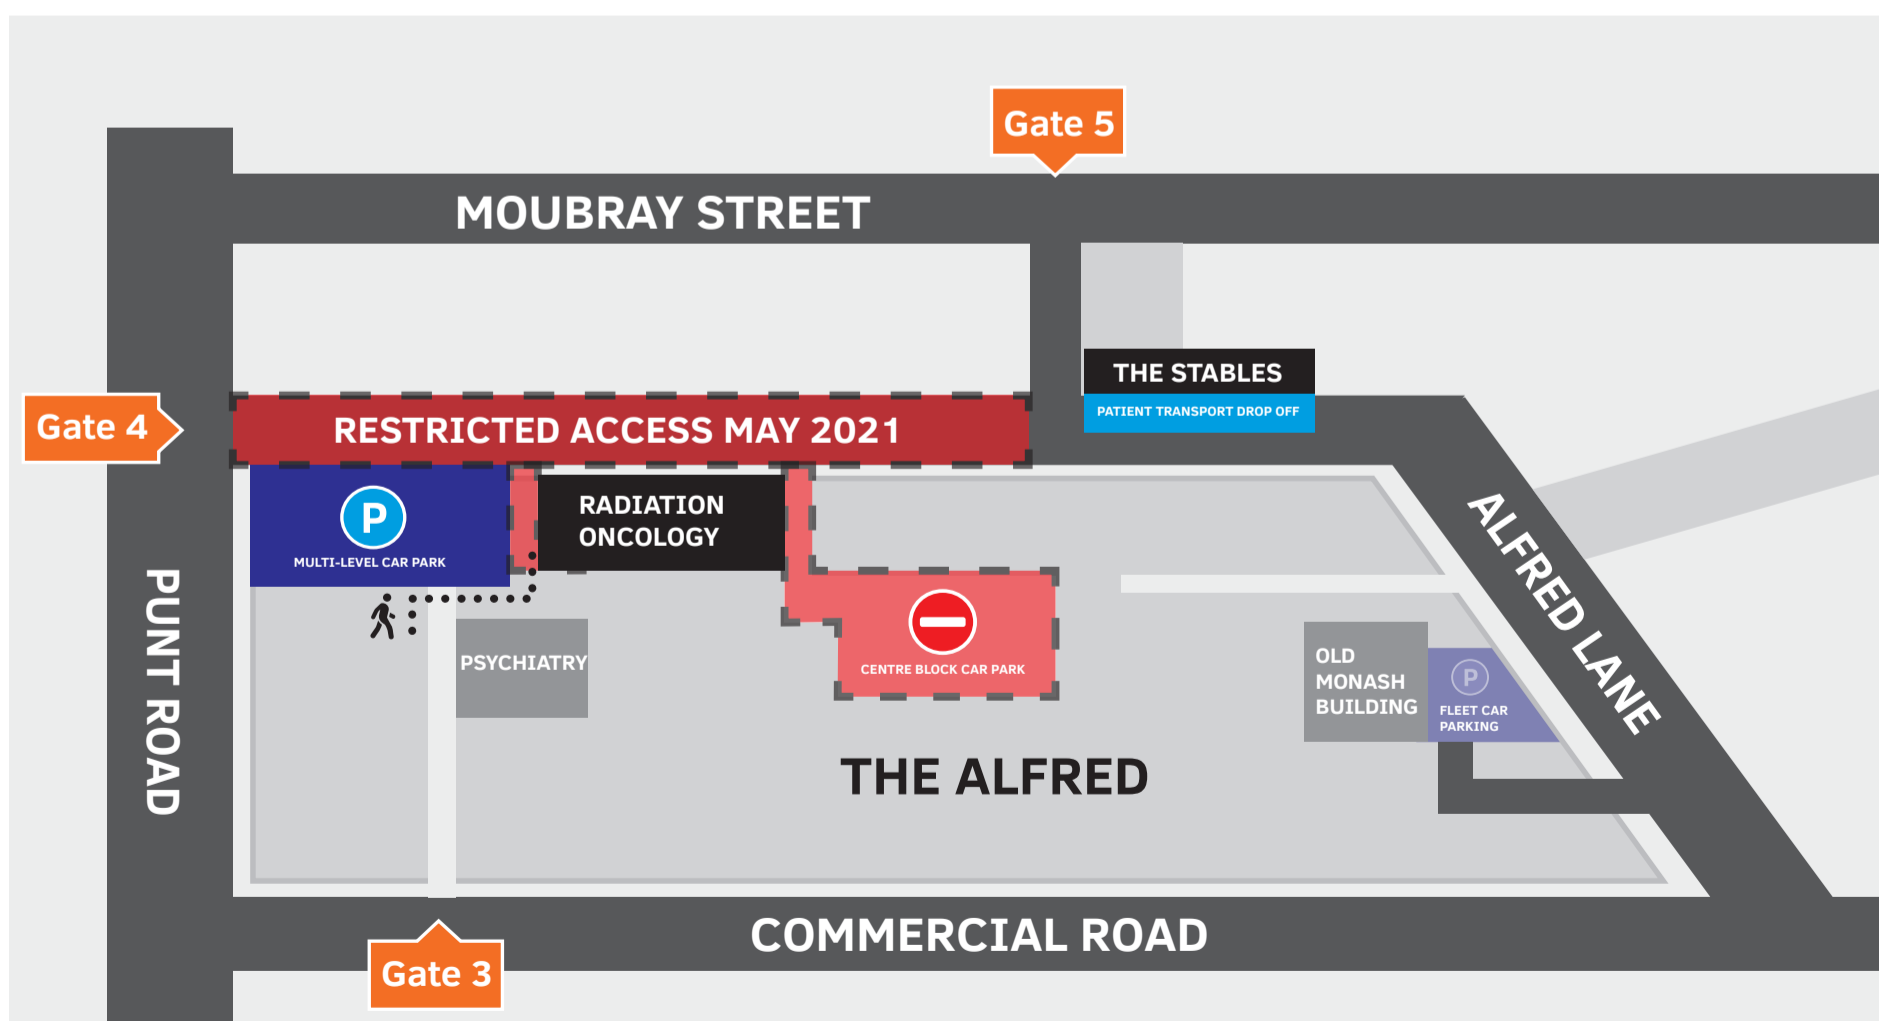 Gate 5
MOUBRAY STREET
THE STABLES
PATIENT TRANSPORT DROP OFF
Gate 4
RESTRICTED ACCESS MAY 2021
P
MULTI-LEVEL CAR PARK
RADIATION
ONCOLOGY
ALFRED LANE
PUNT ROAD
PSYCHIATRY
CENTRE BLOCK CAR PARK
OLD
MONASH
BUILDING
P
FLEET CAR
PARKING
THE ALFRED
COMMERCIAL ROAD
Gate 3